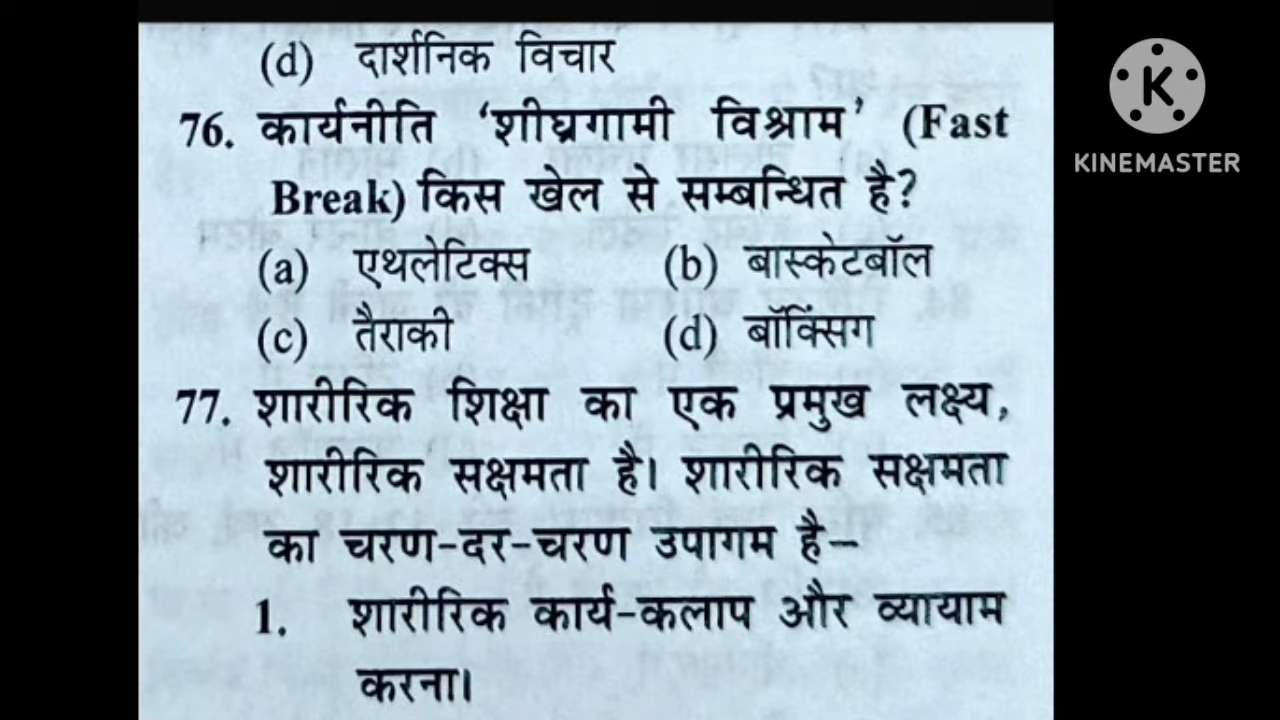 (d) दार्शनिक विचार
76. कार्यनीति ‘शीघ्रगामी विश्राम’ (Fast
Break) किस खेल से सम्बन्धित है?
(a) एथलेटिक्स (b) बास्केटबॉल
(c) तैराकी (d) बॉक्सिंग
77. शारीरिक शिक्षा का एक प्रमुख लक्ष्य,
शारीरिक सक्षमता है। शारीरिक सक्षमता
का चरण-दर-चरण उपागम है–
1. शारीरिक कार्य-कलाप और व्यायाम
करना।
K
KINEMASTER